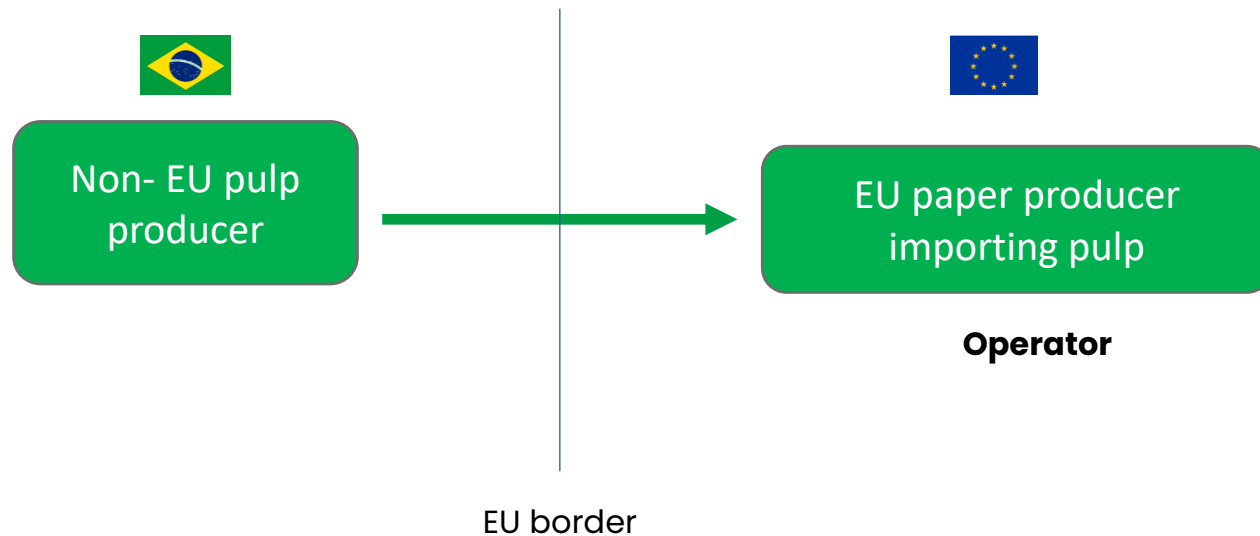 Non- EU pulp
producer
EU paper producer
importing pulp
Operator
EU border